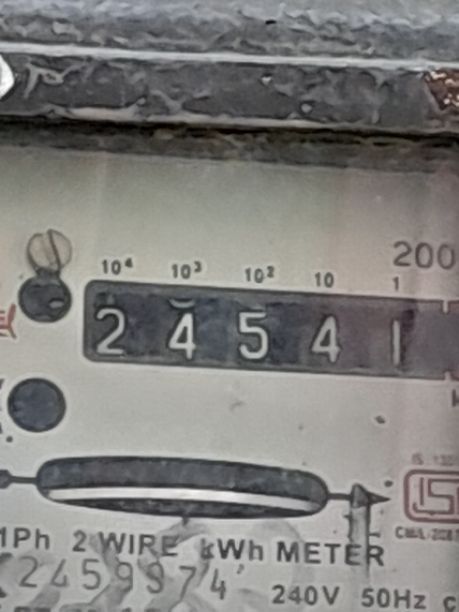 200
10⁴ 10³ 10² 10 1
2 4 5 4 1
ISI
1Ph 2 WIRE kWh METER
2459974
240V 50Hz